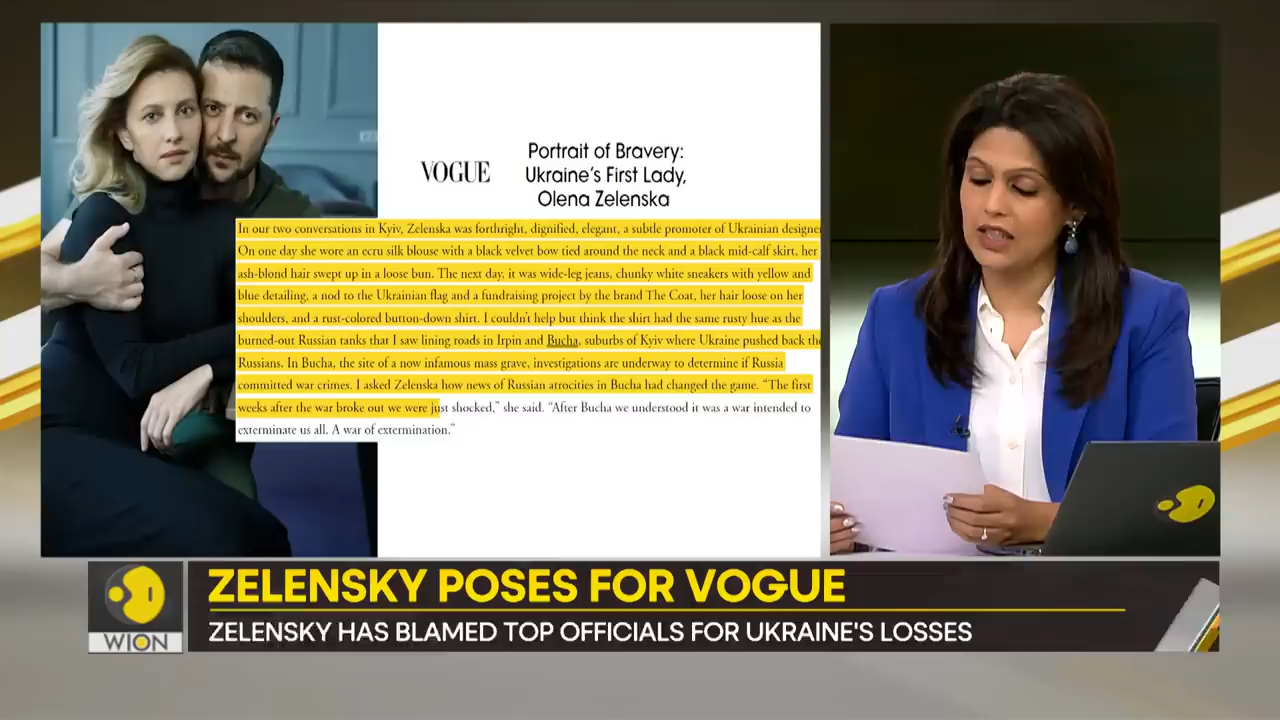 VOGUE
Portrait of Bravery:
Ukraine's First Lady,
Olena Zelenska
In our two conversations in Kyiv, Zelenska was forthright, dignified, elegant, a subtle promoter of Ukrainian designe
On one day she wore an ecru silk blouse with a black velvet bow tied around the neck and a black mid-calf skirt, her
ash-blond hair swept up in a loose bun. The next day, it was wide-leg jeans, chunky white sneakers with yellow and
blue detailing, a nod to the Ukrainian flag and a fundraising project by the brand The Coat, her hair loose on her
shoulders, and a rust-colored button-down shirt. I couldn't help but think the shirt had the same rusty hue as the
burned-out Russian tanks that I saw lining roads in Irpin and Bucha, suburbs of Kyiv where Ukraine pushed back the
Russians. In Bucha, the site of a now infamous mass grave, investigations are underway to determine if Russia
committed war crimes. I asked Zelenska how news of Russian atrocities in Bucha had changed the game. “The first
weeks after the war broke out we were just shocked,” she said. “After Bucha we understood it was a war intended to
exterminate us all. A war of extermination.”
ZELENSKY POSES FOR VOGUE
ZELENSKY HAS BLAMED TOP OFFICIALS FOR UKRAINE'S LOSSES
WION